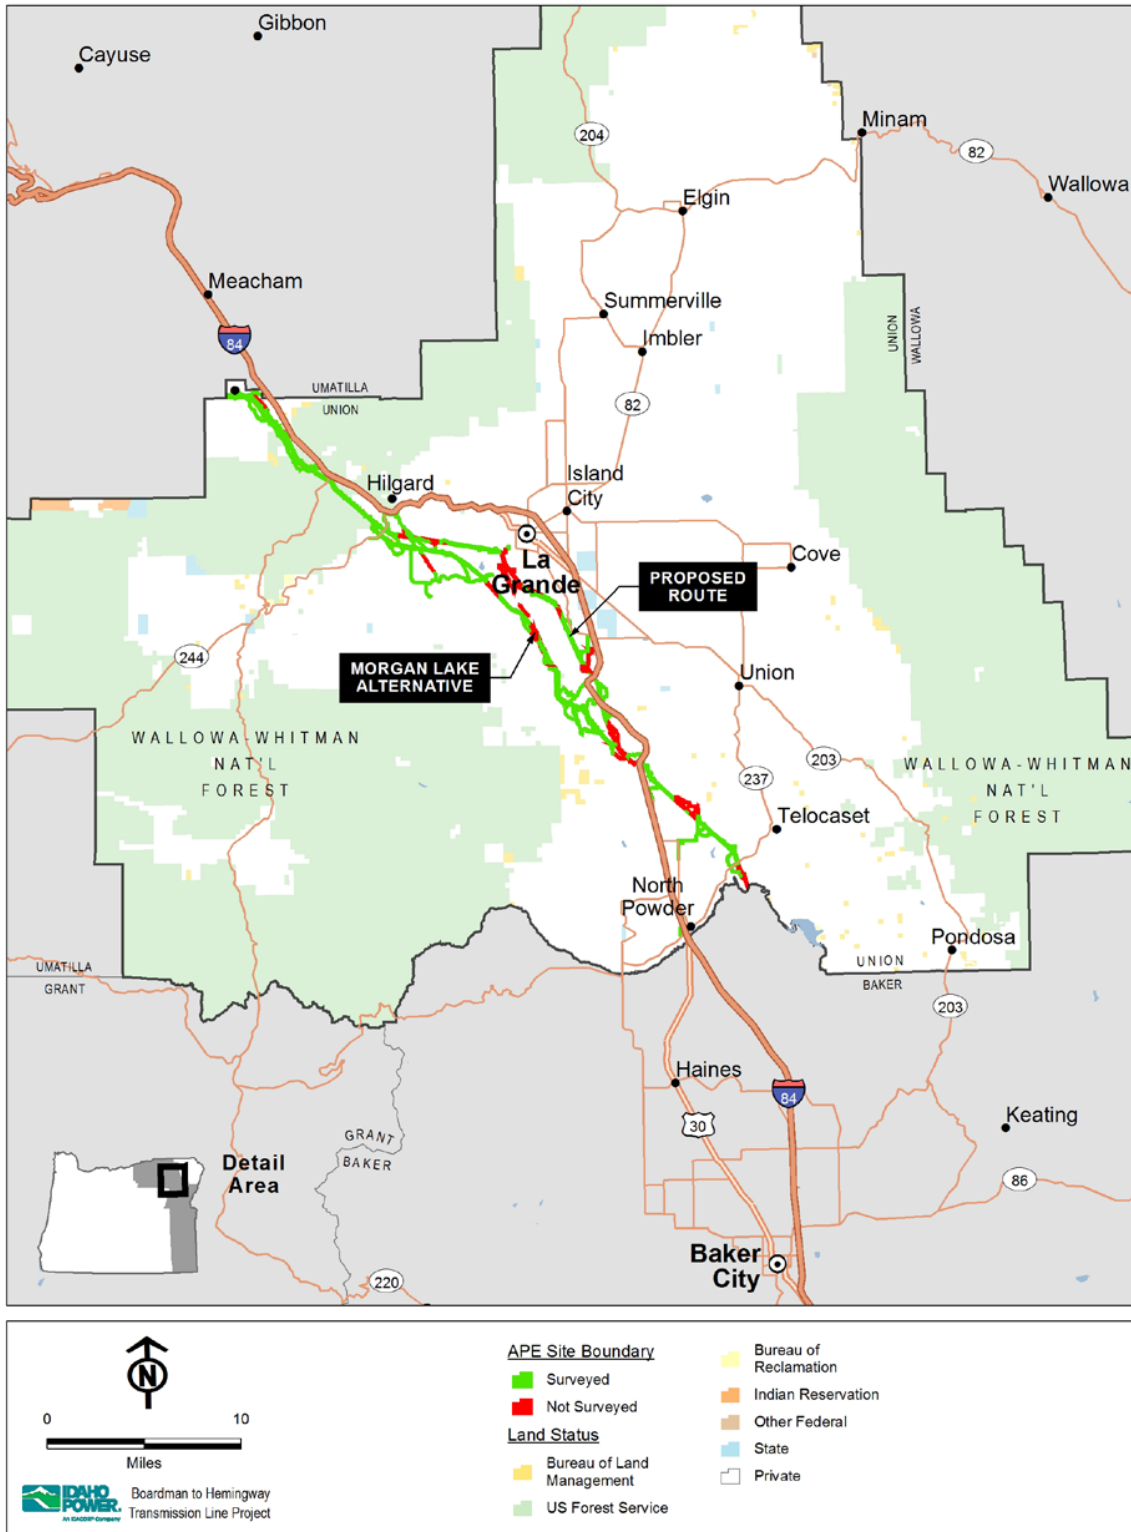 Gibbon
Cayuse
204
Minam
82
Wallowa
Elgin
Meacham
Summerville
UNION
WALLOWA
84
Imbler
UMATILLA
UNION
82
Hilgard
Island
City
La
Grande
Cove
PROPOSED
ROUTE
244
MORGAN LAKE
ALTERNATIVE
Union
WALLOWA-WHITMAN
NAT'L
FOREST
203
WALLOWA-WHITMAN
NAT'L
FOREST
237
Telocaset
North
Powder
Pondosa
UMATILLA
GRANT
UNION
BAKER
203
Haines
84
30
Keating
GRANT
BAKER
Detail
Area
86
Baker
City
220
N
0 10
Miles
IDAHO
POWER.
An IDACORP Company
Boardman to Hemingway
Transmission Line Project
APE Site Boundary
Surveyed
Not Surveyed
Land Status
Bureau of Land
Management
US Forest Service
Bureau of
Reclamation
Indian Reservation
Other Federal
State
Private